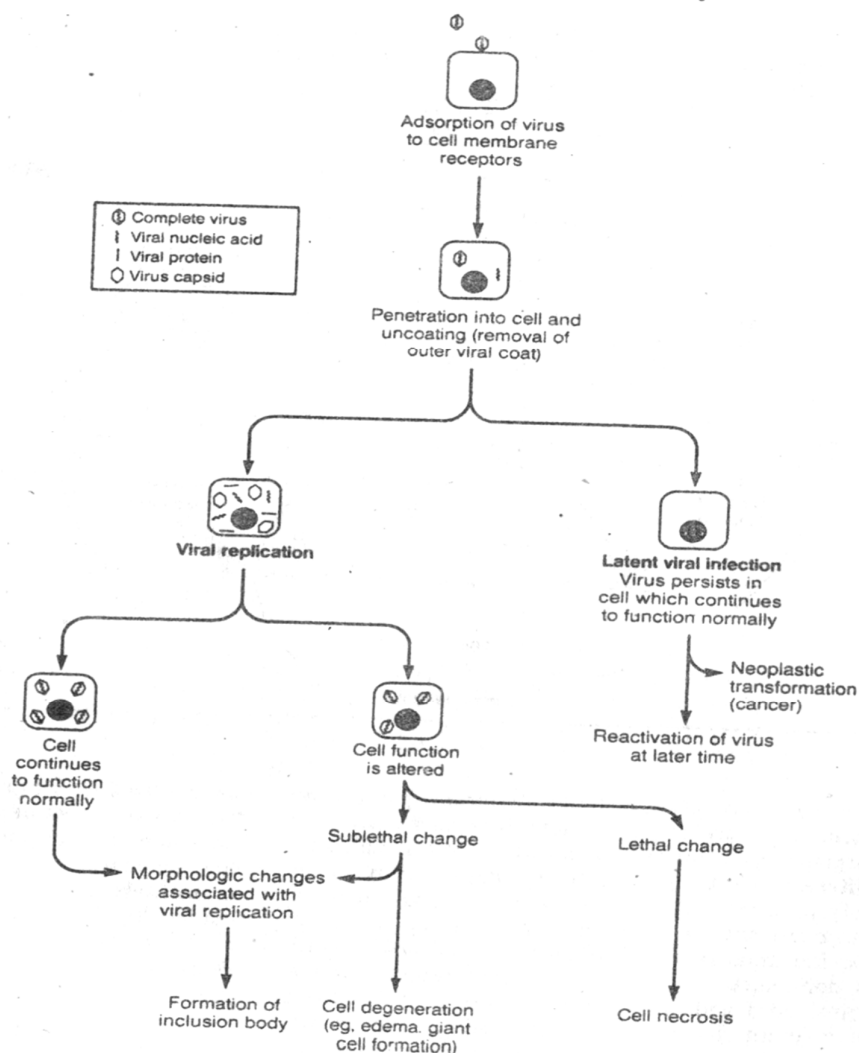 Adsorption of virus
to cell membrane
receptors
Complete virus
Viral nucleic acid
Viral protein
Virus capsid
Penetration into cell and
uncoating (removal of
outer viral coat)
Viral replication
Latent viral infection
Virus persists in
cell which continues
to function normally
Neoplastic
transformation
(cancer)
Reactivation of virus
at later time
Cell
continues
to function
normally
Cell function
is altered
Sublethal change
Lethal change
Morphologic changes
associated with
viral replication
Formation of
inclusion body
Cell degeneration
(eg, edema. giant
cell formation)
Cell necrosis